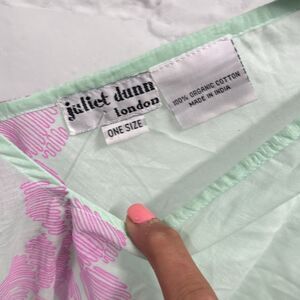 juliet dunn
london
ONE SIZE
100% ORGANIC COTTON
MADE IN INDIA